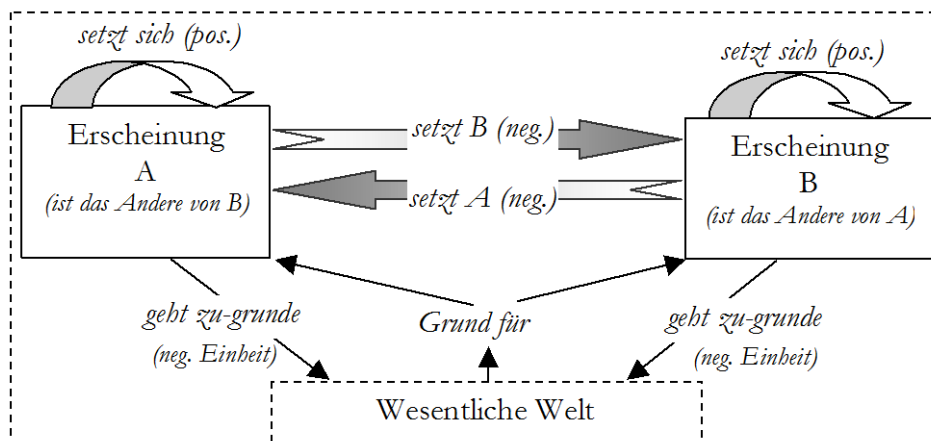 setzt sich (pos.)
setzt sich (pos.)
Erscheinung
A
(ist das Andere von B)
setzt B (neg.)
setzt A (neg.)
Erscheinung
B
(ist das Andere von A)
geht zu-grunde
(neg. Einheit)
Grund für
geht zu-grunde
(neg. Einheit)
Wesentliche Welt